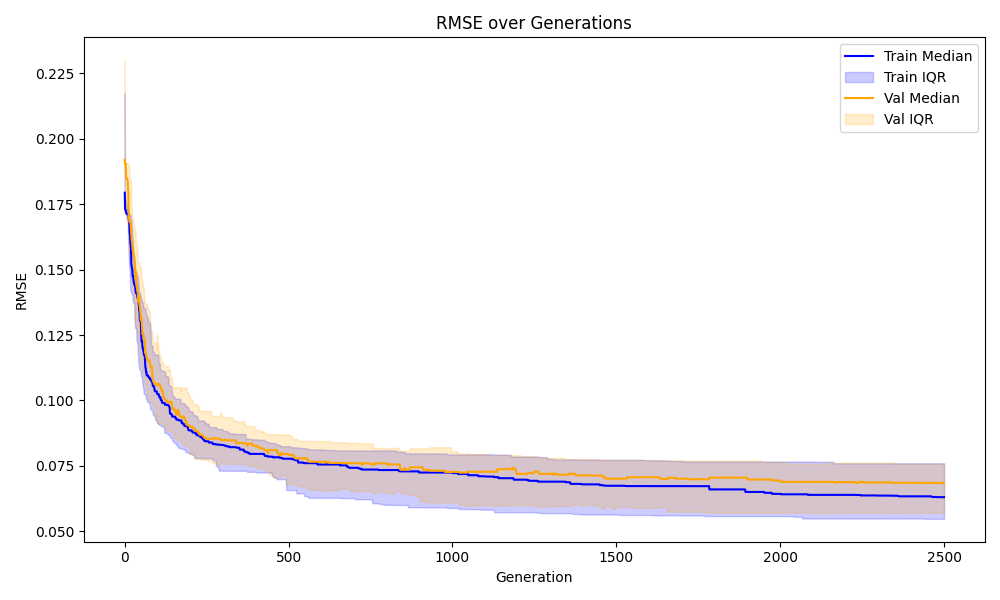 RMSE over Generations
Train Median
Train IQR
Val Median
Val IQR
RMSE
0.225
0.200
0.175
0.150
0.125
0.100
0.075
0.050
0
500
1000
1500
2000
2500
Generation